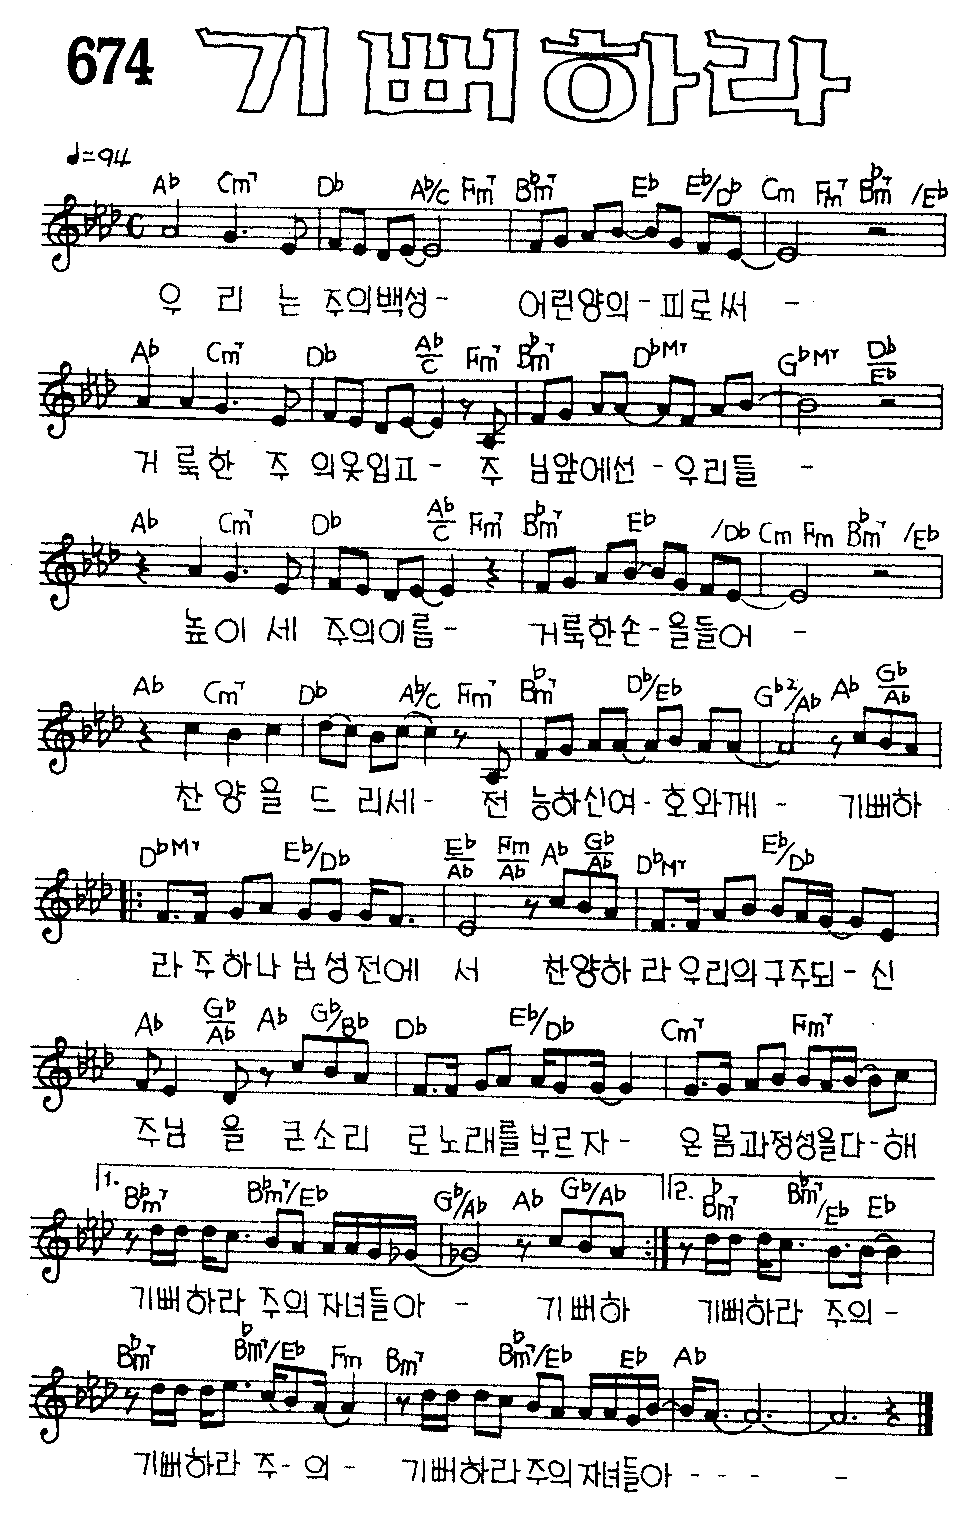 674 기뻐하라
♩=94
Ab Cm7 Db Ab/C Fm7 Bbm7 Eb Eb/Db Cm Fm7 Bbm7 /Eb
우 리 는 주의백성- 어린양의-피로써 -
Ab Cm7 Db Ab/C Fm7 Bbm7 DbM7 GbM7 Db/Eb
거 룩한 주 의옷입고- 주 님앞에선-우리들 -
Ab Cm7 Db Ab/C Fm7 Bbm7 Eb /Db Cm Fm Bbm7 /Eb
높이 세 주의이름- 거룩한손-을들어 -
Ab Cm7 Db Ab/C Fm7 Bbm7 Db/Eb Gb2/Ab Ab Gb/Ab
찬 양 을 드 리세- 전 능하신여-호와께- 기뻐하
DbM7 Eb/Db Eb/Ab Fm/Ab Ab Gb/Ab DbM7 Eb/Db
라주하나님성전에 서 찬양하라우리의구주되-신
Ab Gb/Ab Ab Gb/Bb Db Eb/Db Cm7 Fm7
주님 을 큰소리 로노래를부르자- 온몸과정성을다-해
1. 2.
Bbm7 Bbm7/Eb Gb/Ab Ab Gb/Ab Bbm7 Bbm7/Eb Eb
기뻐하라 주의자녀들아 - 기뻐하 기뻐하라 주의-
Bbm7 Bbm7/Eb Fm Bbm7 Bbm7/Eb Eb Ab
기뻐하라 주-의- 기뻐하라주의자녀들아 - - - -